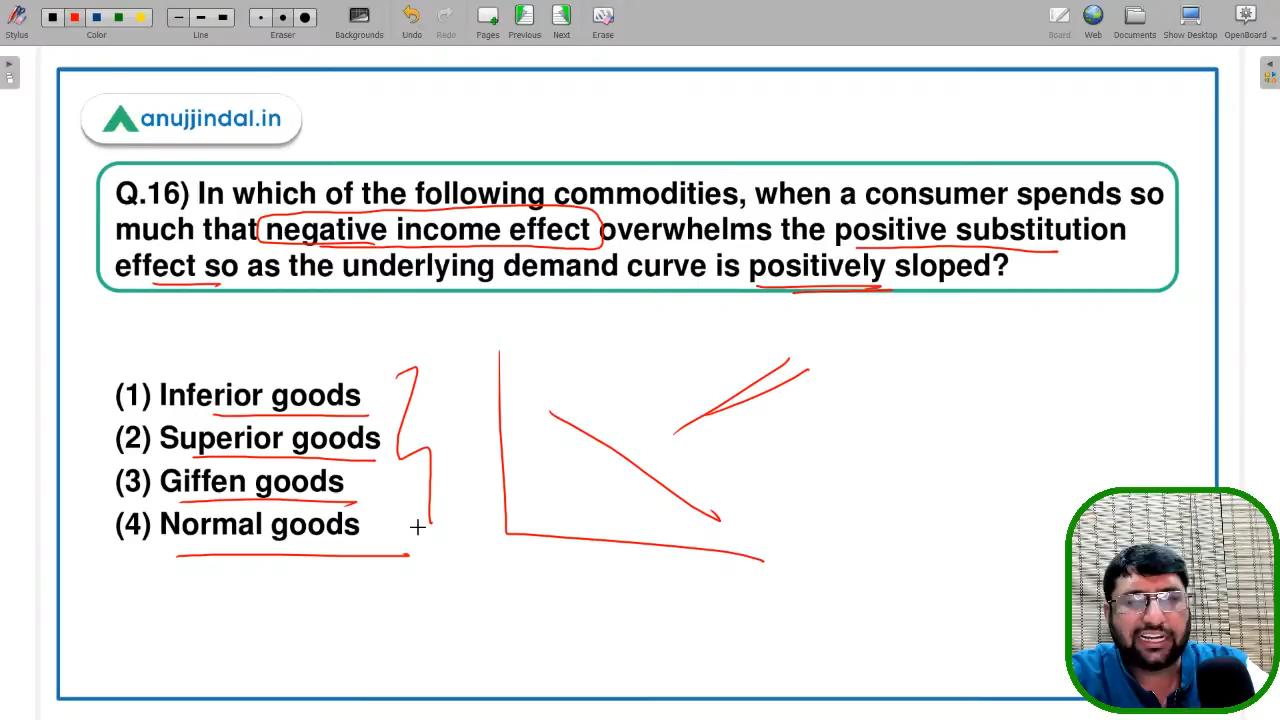 Stylus
Color
Line
Eraser
Backgrounds
Undo
Redo
Pages
Previous
Next
Erase
Board
Web
Documents
Show Desktop
OpenBoard
anujjindal.in
Q.16) In which of the following commodities, when a consumer spends so
much that negative income effect overwhelms the positive substitution
effect so as the underlying demand curve is positively sloped?
(1) Inferior goods
(2) Superior goods
(3) Giffen goods
(4) Normal goods